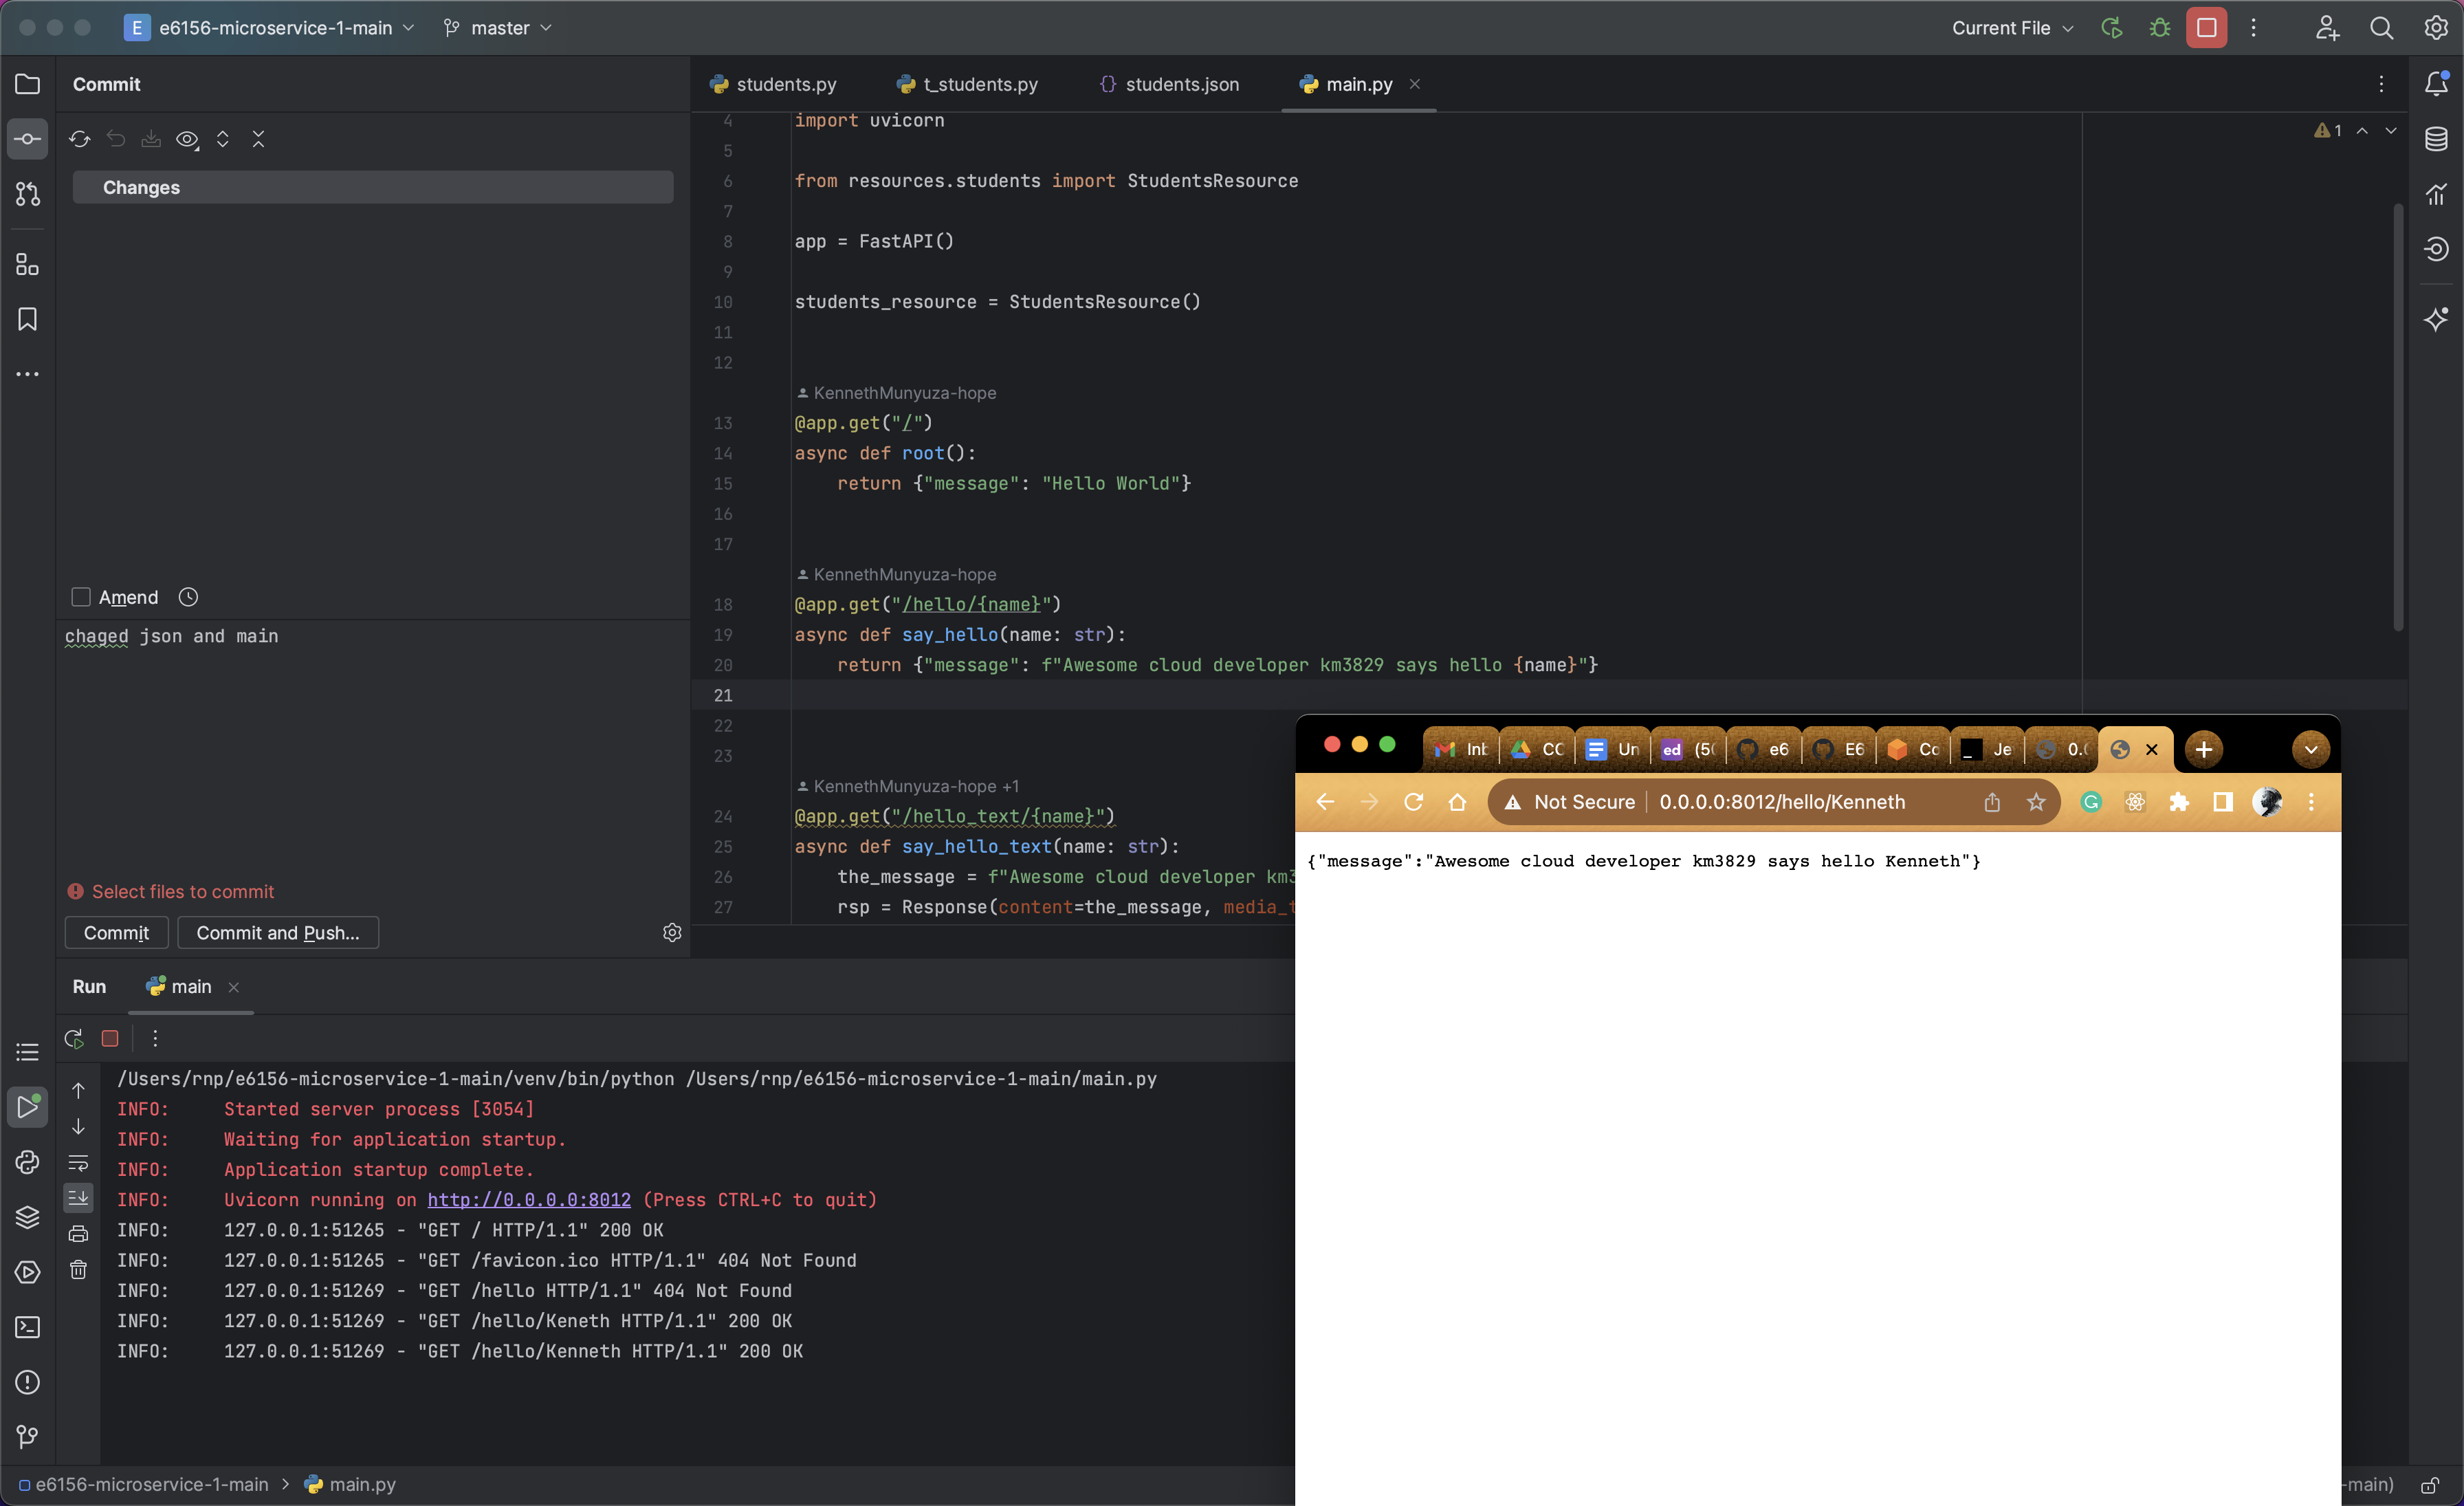 E e6156-microservice-1-main master Current File
Commit
Changes
Amend
chaged json and main
Select files to commit
Commit Commit and Push...
students.py t_students.py students.json main.py
1
4 import uvicorn
5
6 from resources.students import StudentsResource
7
8 app = FastAPI()
9
10 students_resource = StudentsResource()
11
12
KennethMunyuza-hope
13 @app.get("/")
14 async def root():
15 return {"message": "Hello World"}
16
17
KennethMunyuza-hope
18 @app.get("/hello/{name}")
19 async def say_hello(name: str):
20 return {"message": f"Awesome cloud developer km3829 says hello {name}"}
21
22
23
KennethMunyuza-hope +1
24 @app.get("/hello_text/{name}")
25 async def say_hello_text(name: str):
26 the_message = f"Awesome cloud developer km3
27 rsp = Response(content=the_message, media_t
Run main
/Users/rnp/e6156-microservice-1-main/venv/bin/python /Users/rnp/e6156-microservice-1-main/main.py
INFO: Started server process [3054]
INFO: Waiting for application startup.
INFO: Application startup complete.
INFO: Uvicorn running on http://0.0.0.0:8012 (Press CTRL+C to quit)
INFO: 127.0.0.1:51265 - "GET / HTTP/1.1" 200 OK
INFO: 127.0.0.1:51265 - "GET /favicon.ico HTTP/1.1" 404 Not Found
INFO: 127.0.0.1:51269 - "GET /hello HTTP/1.1" 404 Not Found
INFO: 127.0.0.1:51269 - "GET /hello/Keneth HTTP/1.1" 200 OK
INFO: 127.0.0.1:51269 - "GET /hello/Kenneth HTTP/1.1" 200 OK
Inb CC Un ed (50 e6 E6 Co Je 0.0
Not Secure 0.0.0.0:8012/hello/Kenneth
{"message":"Awesome cloud developer km3829 says hello Kenneth"}
e6156-microservice-1-main > main.py
-main)